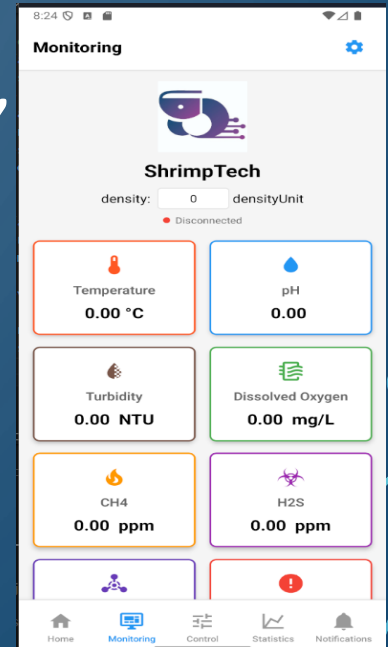 8:24
Monitoring
ShrimpTech
density: 0 densityUnit
Disconnected
Temperature
0.00 °C
pH
0.00
Turbidity
0.00 NTU
Dissolved Oxygen
0.00 mg/L
CH4
0.00 ppm
H2S
0.00 ppm
Home Monitoring Control Statistics Notifications